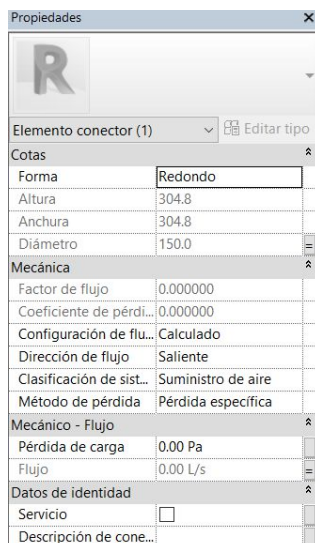 Propiedades
R
Elemento conector (1) Editar tipo
Cotas
Forma Redondo
Altura 304.8
Anchura 304.8
Diámetro 150.0 =
Mecánica
Factor de flujo 0.000000
Coeficiente de pérdi... 0.000000
Configuración de flu... Calculado
Dirección de flujo Saliente
Clasificación de sist... Suministro de aire
Método de pérdida Pérdida específica
Mecánico - Flujo
Pérdida de carga 0.00 Pa
Flujo 0.00 L/s =
Datos de identidad
Servicio
Descripción de cone...